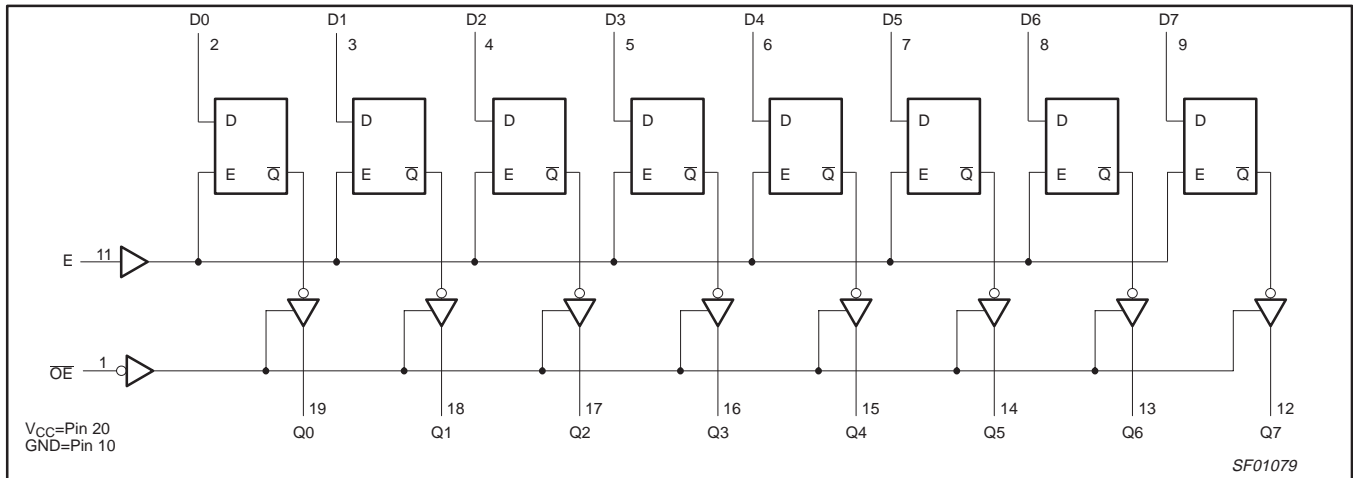 D0 D1 D2 D3 D4 D5 D6 D7
2 3 4 5 6 7 8 9
D D D D D D D D
E Q̅ E Q̅ E Q̅ E Q̅ E Q̅ E Q̅ E Q̅ E Q̅
E 11
O̅E̅ 1
19 18 17 16 15 14 13 12
Q0 Q1 Q2 Q3 Q4 Q5 Q6 Q7
VCC=Pin 20
GND=Pin 10
SF01079